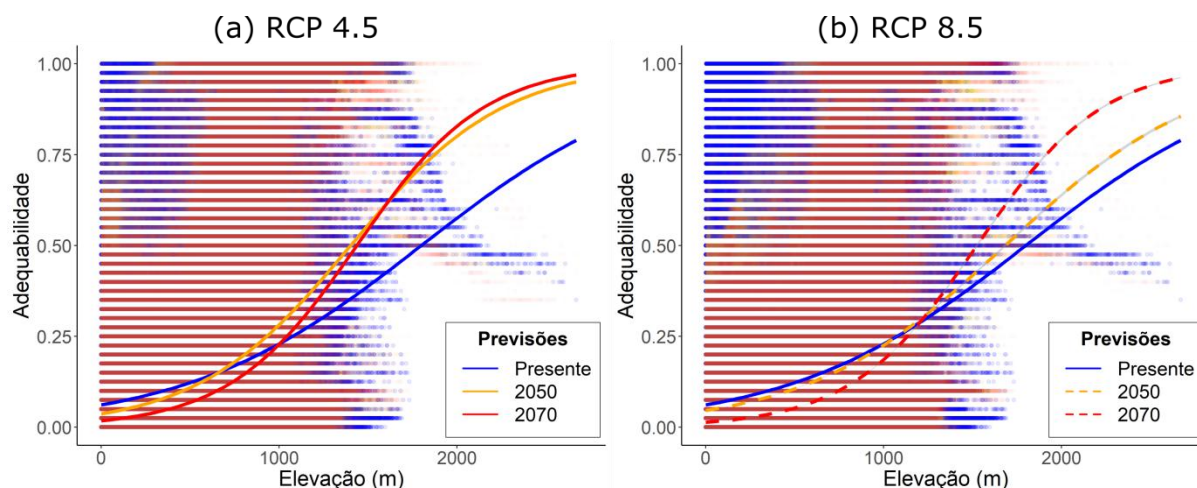 (a) RCP 4.5
Adequabilidade
1.00
0.75
0.50
0.25
0.00
0
1000
2000
Elevação (m)
Previsões
Presente
2050
2070
(b) RCP 8.5
Adequabilidade
1.00
0.75
0.50
0.25
0.00
0
1000
2000
Elevação (m)
Previsões
Presente
2050
2070